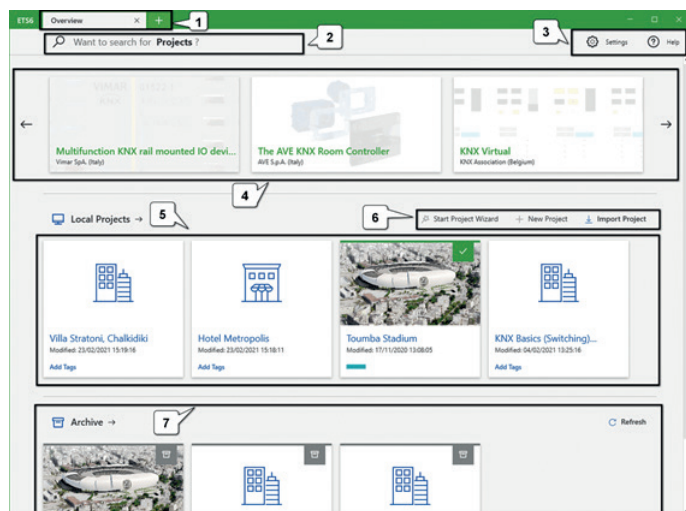 ETS6 Overview × +
1
Want to search for Projects ?
2
3
Settings
Help
VIMAR
KNX
Multifunction KNX rail mounted IO devi...
Vimar SpA. (Italy)
The AVE KNX Room Controller
AVE S.p.A. (Italy)
KNX Virtual
KNX Association (Belgium)
4
Local Projects →
5
6
Start Project Wizard
+ New Project
Import Project
Villa Stratoni, Chalkidiki
Modified: 23/02/2021 15:19:16
Add Tags
Hotel Metropolis
Modified: 23/02/2021 15:18:11
Add Tags
Toumba Stadium
Modified: 17/11/2020 13:08:05
KNX Basics (Switching)...
Modified: 04/02/2021 13:25:16
Add Tags
7
Archive →
Refresh